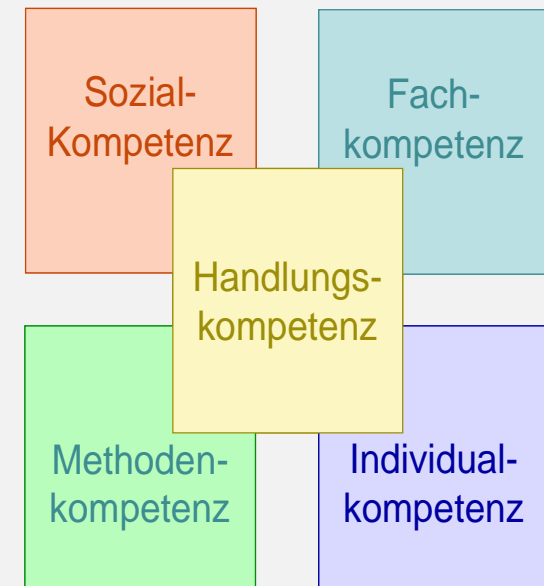 Sozial-
Kompetenz
Fach-
kompetenz
Handlungs-
kompetenz
Methoden-
kompetenz
Individual-
kompetenz